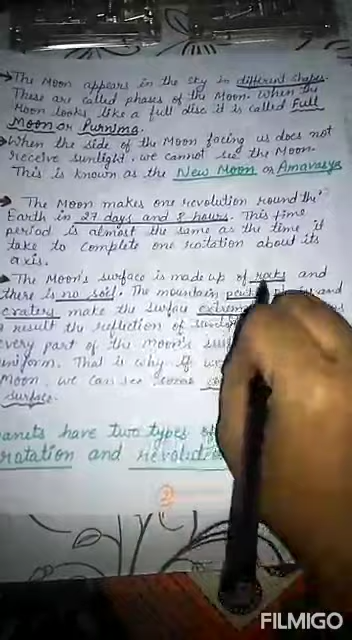 → The Moon appears in the sky in different shapes.
These are called phases of the Moon. When the
Moon looks like a full disc it is called Full
Moon or Purnima.
→ When the side of the Moon facing us does not
receive sunlight, we cannot see the Moon.
This is known as the New Moon or Amavasya
→ The Moon makes one revolution round the
Earth in 27 days and 8 hours. This time
period is almost the same as the time it
take to complete one rotation about its
axis.
→ The Moon's surface is made up of rocks and
there is no soil. The mountain and
craters make the surface
a result the reflection of
every part of the moon's
uniform. That is why if
Moon, we can see some
surface.
anets have two types of
rotation and revolution
2
FILMIGO